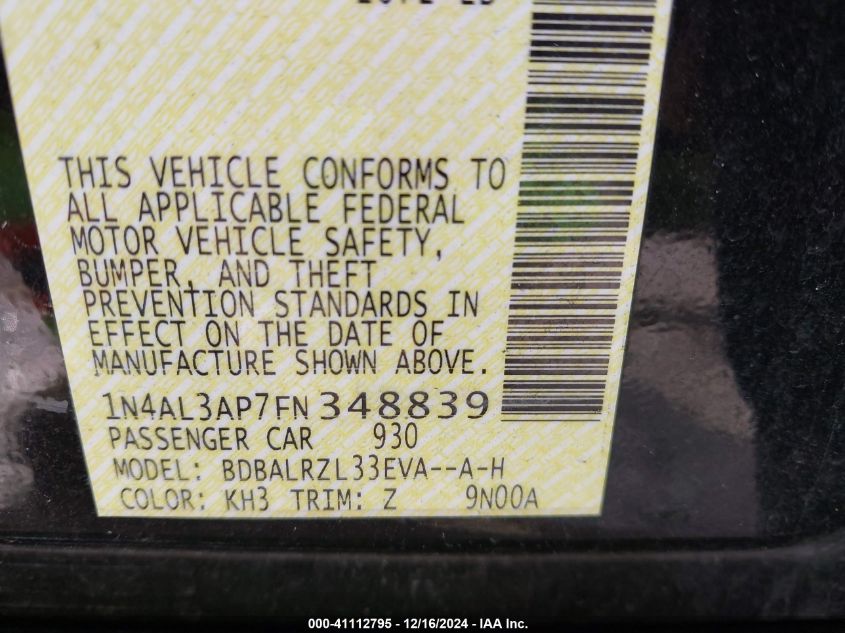 THIS VEHICLE CONFORMS TO
ALL APPLICABLE FEDERAL
MOTOR VEHICLE SAFETY,
BUMPER, AND THEFT
PREVENTION STANDARDS IN
EFFECT ON THE DATE OF
MANUFACTURE SHOWN ABOVE.
1N4AL3AP7FN348839
PASSENGER CAR 930
MODEL: BDBALRZL33EVA--A-H
COLOR: KH3 TRIM: Z 9N00A
000-41112795 - 12/16/2024 - IAA Inc.